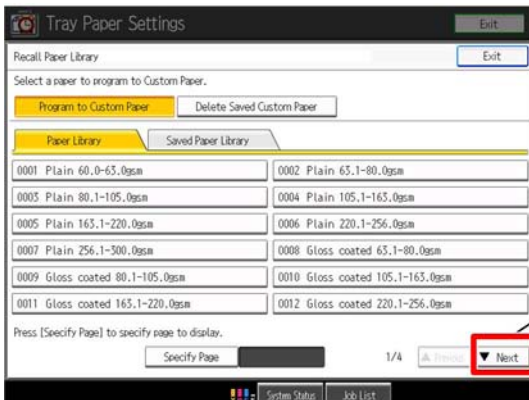 Tray Paper Settings Exit
Recall Paper Library Exit
Select a paper to program to Custom Paper.
Program to Custom Paper Delete Saved Custom Paper
Paper Library Saved Paper Library
0001 Plain 60.0-63.0gsm 0002 Plain 63.1-80.0gsm
0003 Plain 80.1-105.0gsm 0004 Plain 105.1-163.0gsm
0005 Plain 163.1-220.0gsm 0006 Plain 220.1-256.0gsm
0007 Plain 256.1-300.0gsm 0008 Gloss coated 63.1-80.0gsm
0009 Gloss coated 80.1-105.0gsm 0010 Gloss coated 105.1-163.0gsm
0011 Gloss coated 163.1-220.0gsm 0012 Gloss coated 220.1-256.0gsm
Press [Specify Page] to specify page to display.
Specify Page 1/4 ▲ ▼ Next
System Status Job List